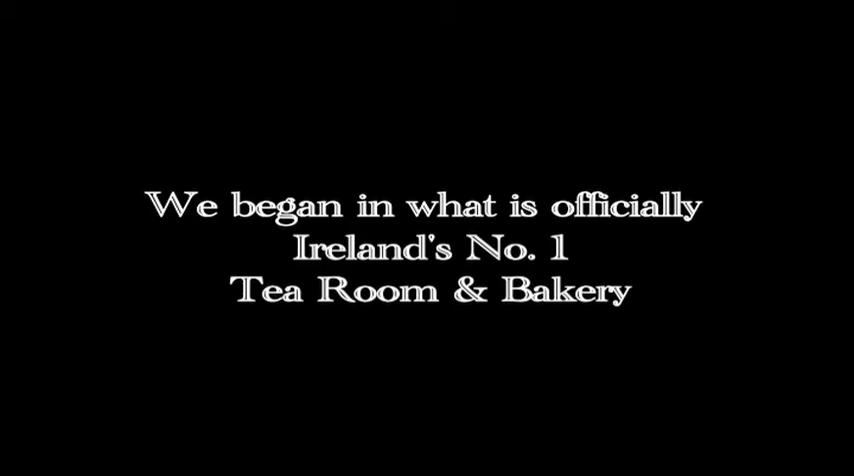 We began in what is officially
Ireland's No. 1
Tea Room & Bakery